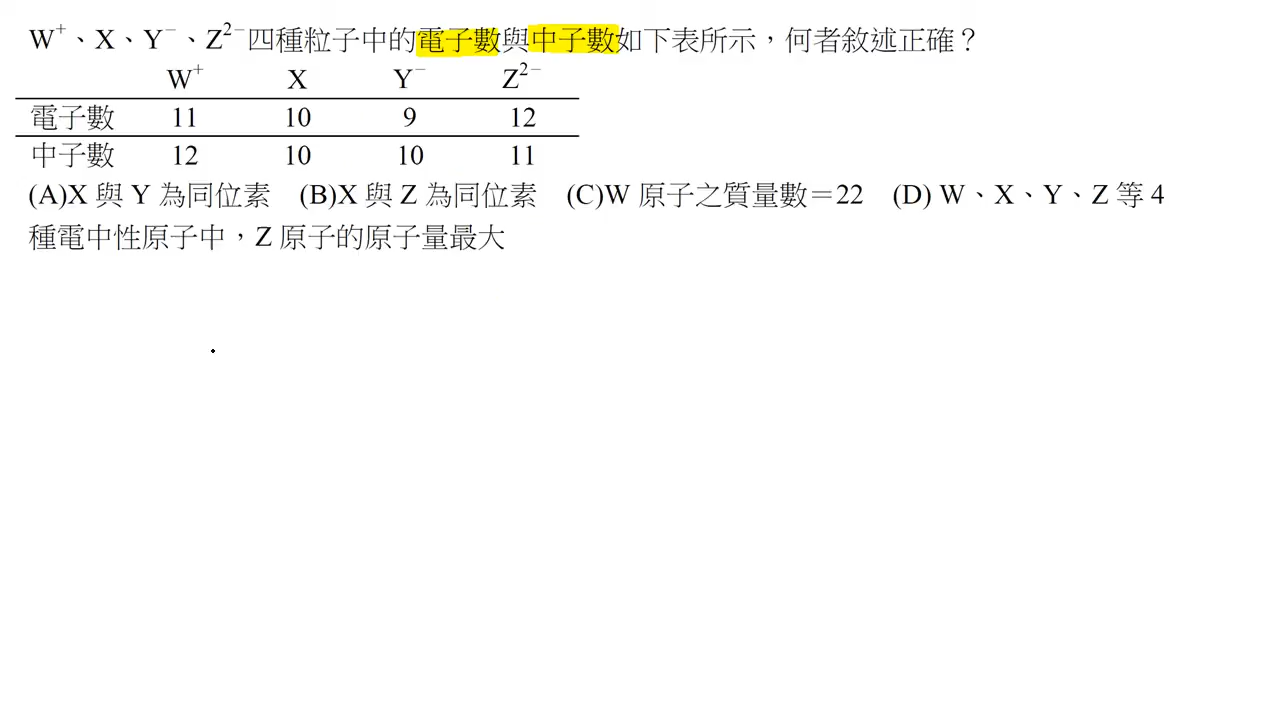 W⁺、X、Y⁻、Z²⁻四種粒子中的電子數與中子數如下表所示,何者敘述正確?
W⁺ X Y⁻ Z²⁻
電子數 11 10 9 12
中子數 12 10 10 11
(A)X 與 Y 為同位素 (B)X 與 Z 為同位素 (C)W 原子之質量數=22 (D) W、X、Y、Z 等 4
種電中性原子中,Z 原子的原子量最大